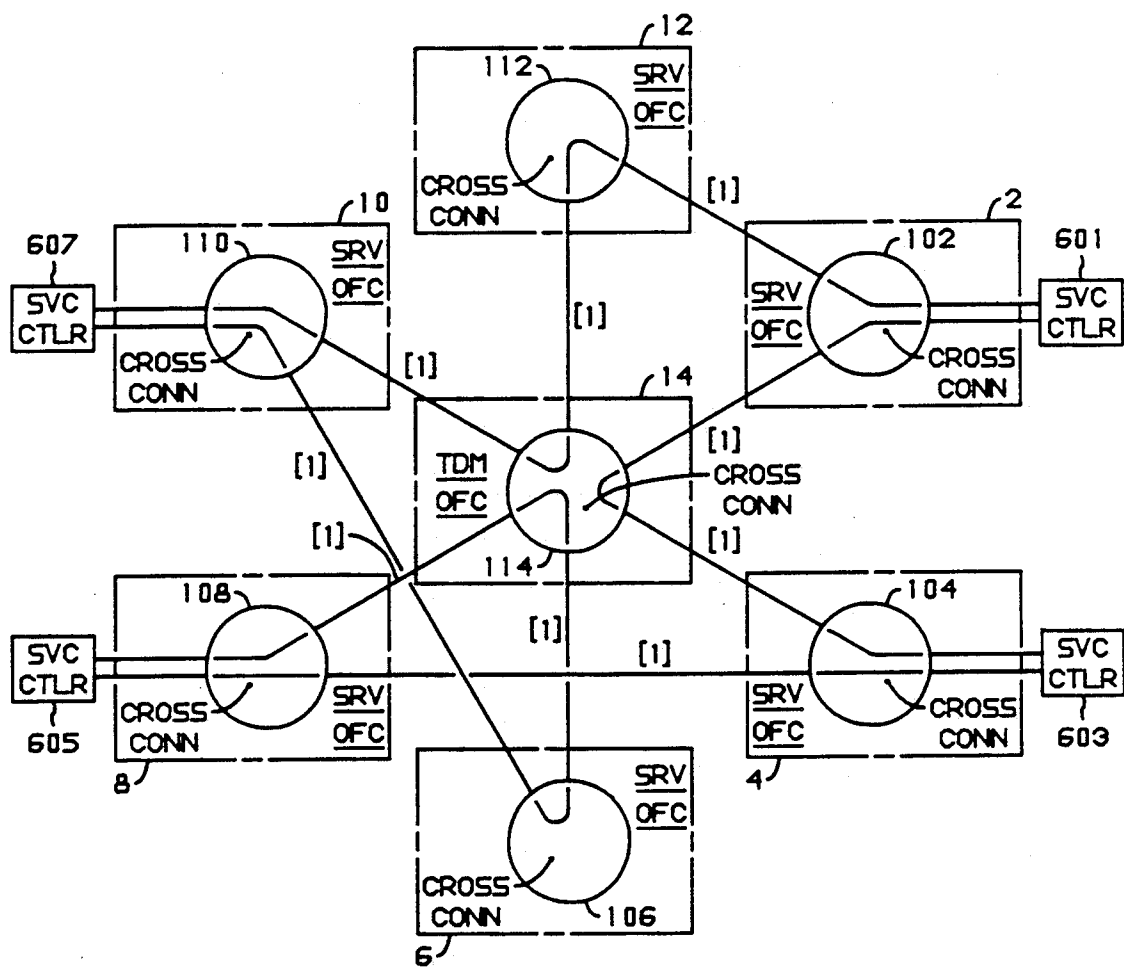 12
112
SRV
OFC
CROSS
CONN
[1]
10
110
SRV
OFC
607
SVC
CTLR
CROSS
CONN
2
102
SRV
OFC
601
SVC
CTLR
CROSS
CONN
[1]
[1]
14
[1]
[1]
TDM
OFC
CROSS
CONN
114
[1]
[1]
108
SVC
CTLR
605
CROSS
CONN
SRV
OFC
8
[1]
[1]
104
SVC
CTLR
603
SRV
OFC
CROSS
CONN
4
SRV
OFC
CROSS
CONN
106
6